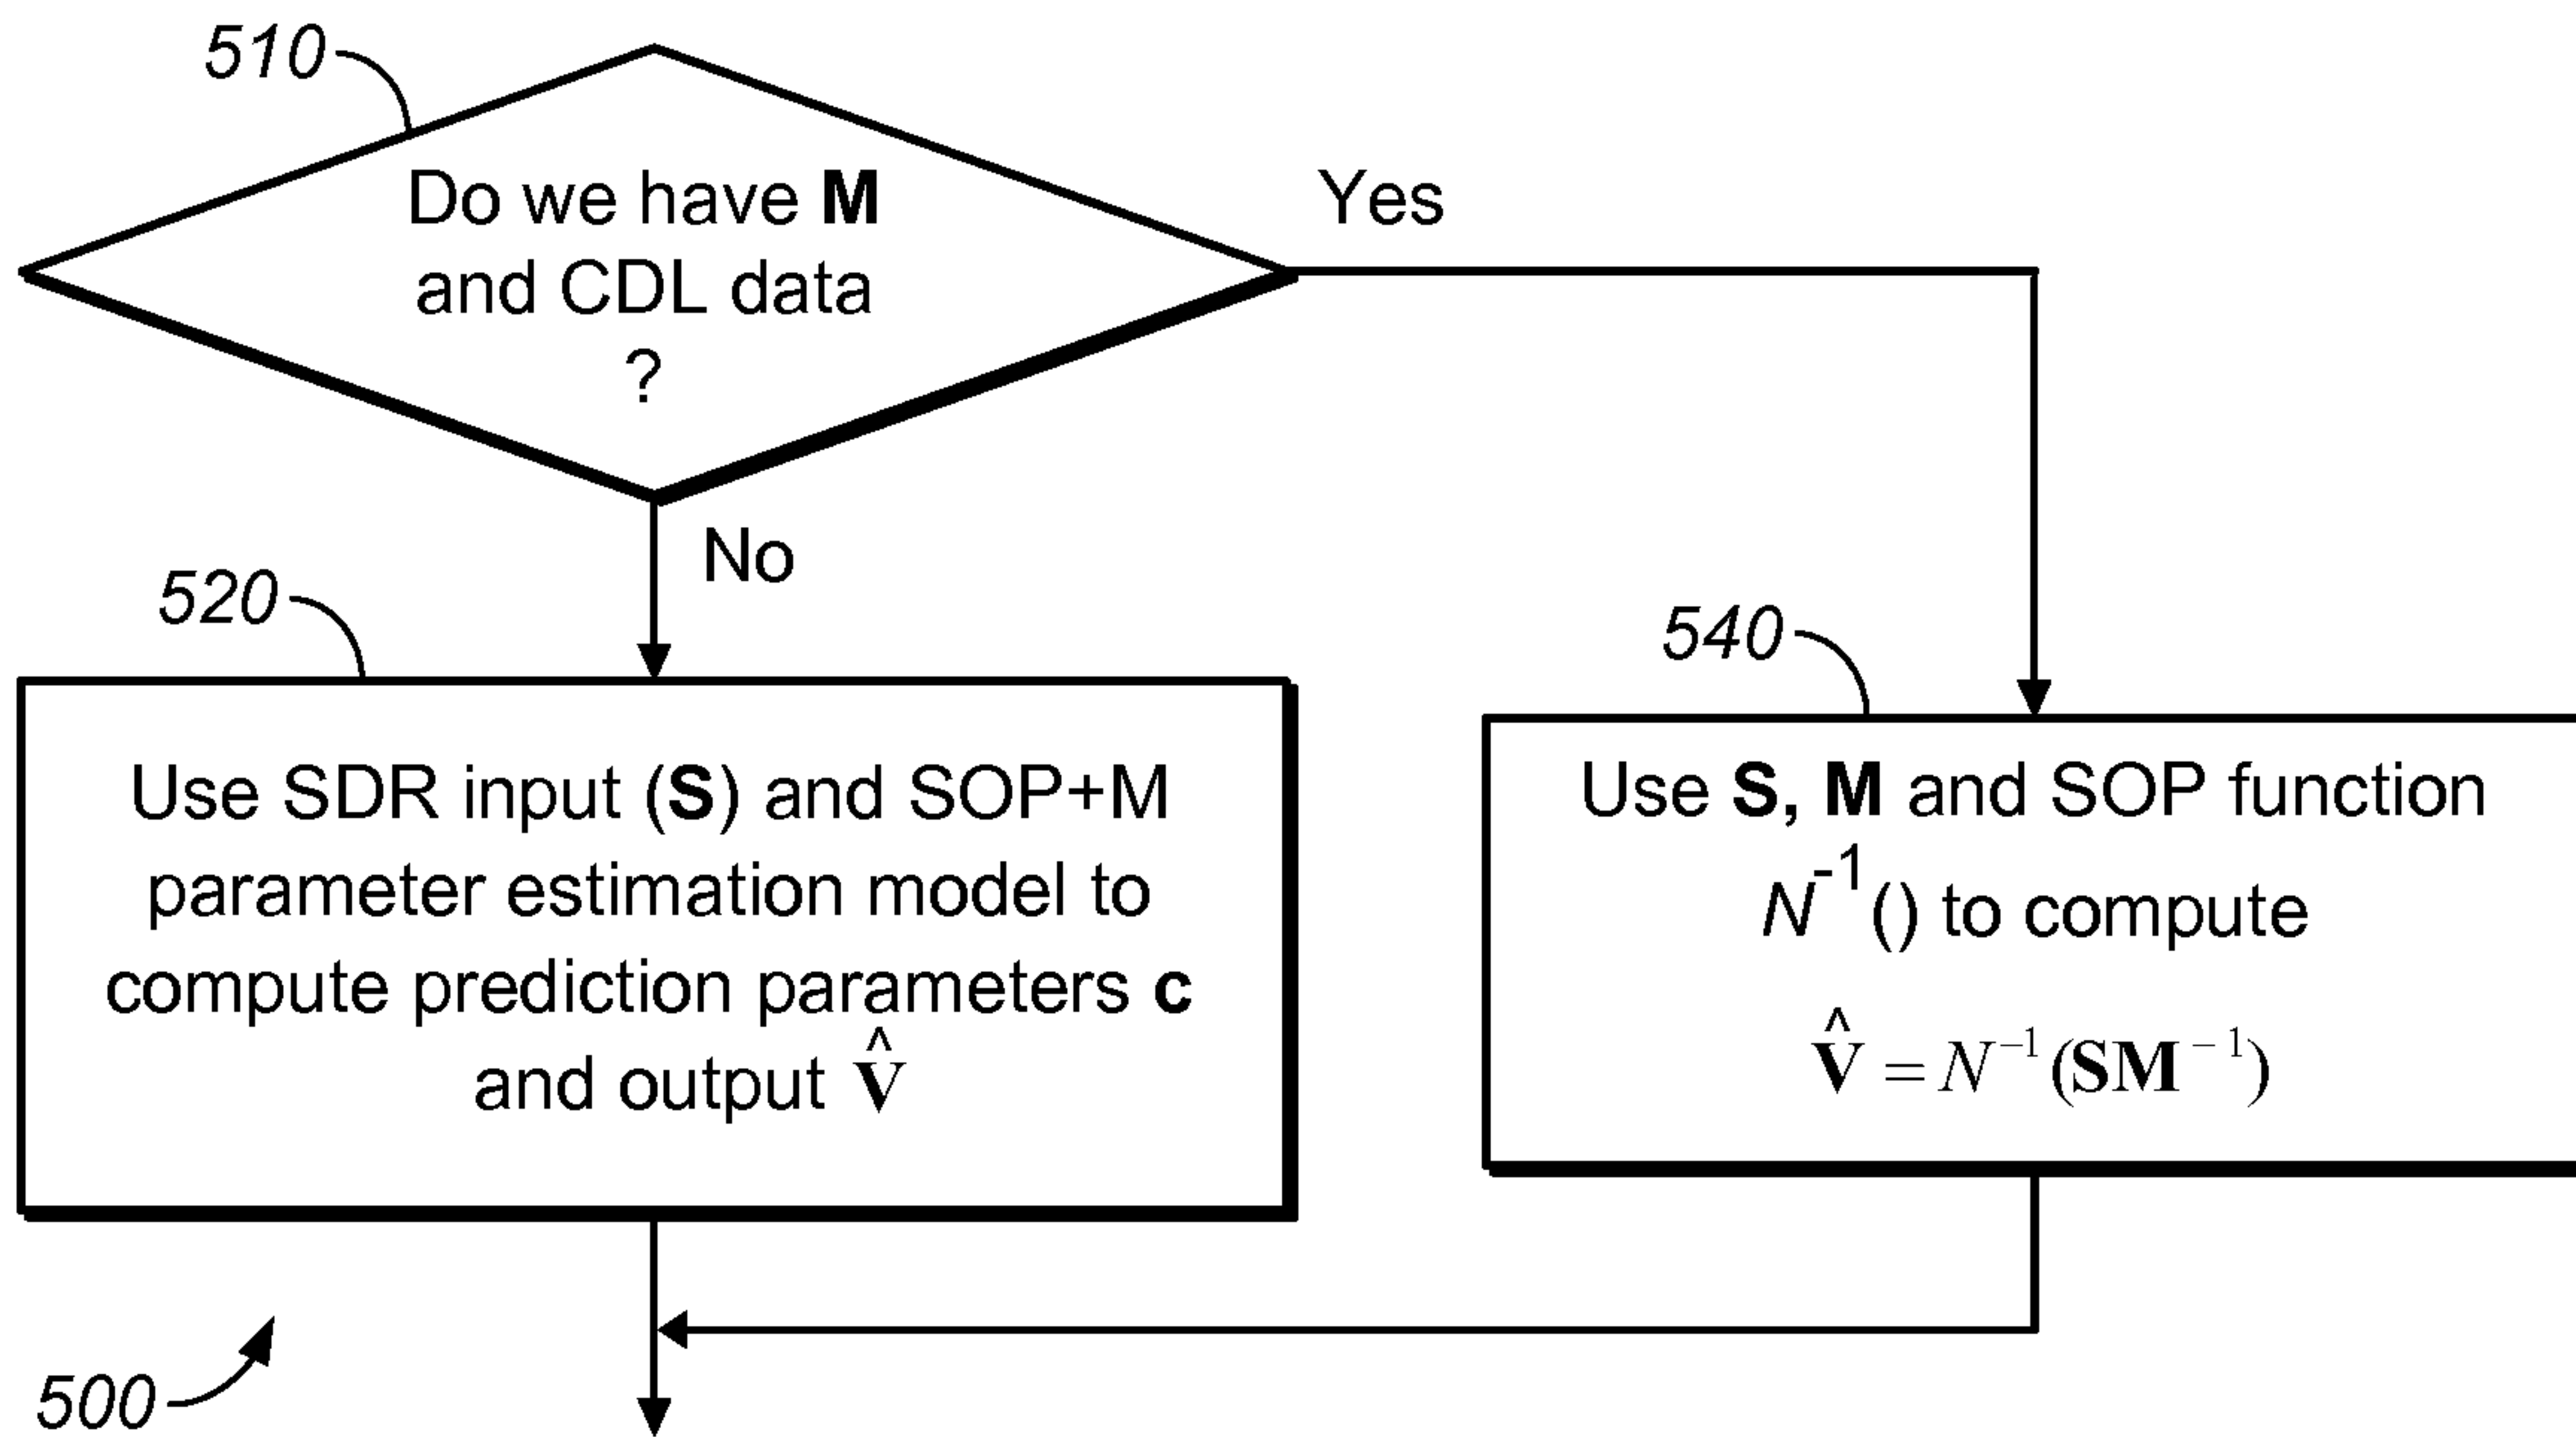 510
Do we have M
and CDL data
?
Yes
No
520
Use SDR input (S) and SOP+M
parameter estimation model to
compute prediction parameters c
and output V̂
540
Use S, M and SOP function
N⁻¹() to compute
V̂ = N⁻¹(SM⁻¹)
500